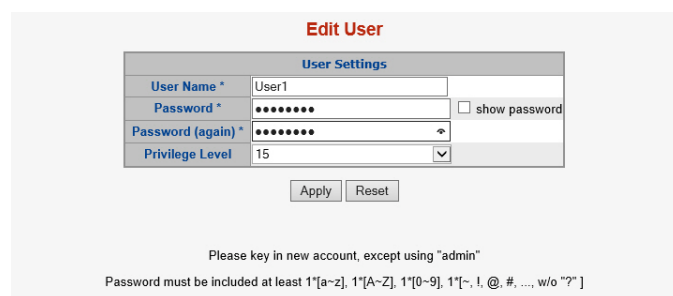 Edit User
User Settings
User Name * User1
Password * ●●●●●●●● show password
Password (again) * ●●●●●●●●
Privilege Level 15
Apply Reset
Please key in new account, except using "admin"
Password must be included at least 1*[a~z], 1*[A~Z], 1*[0~9], 1*[~, !, @, #, ..., w/o "?" ]